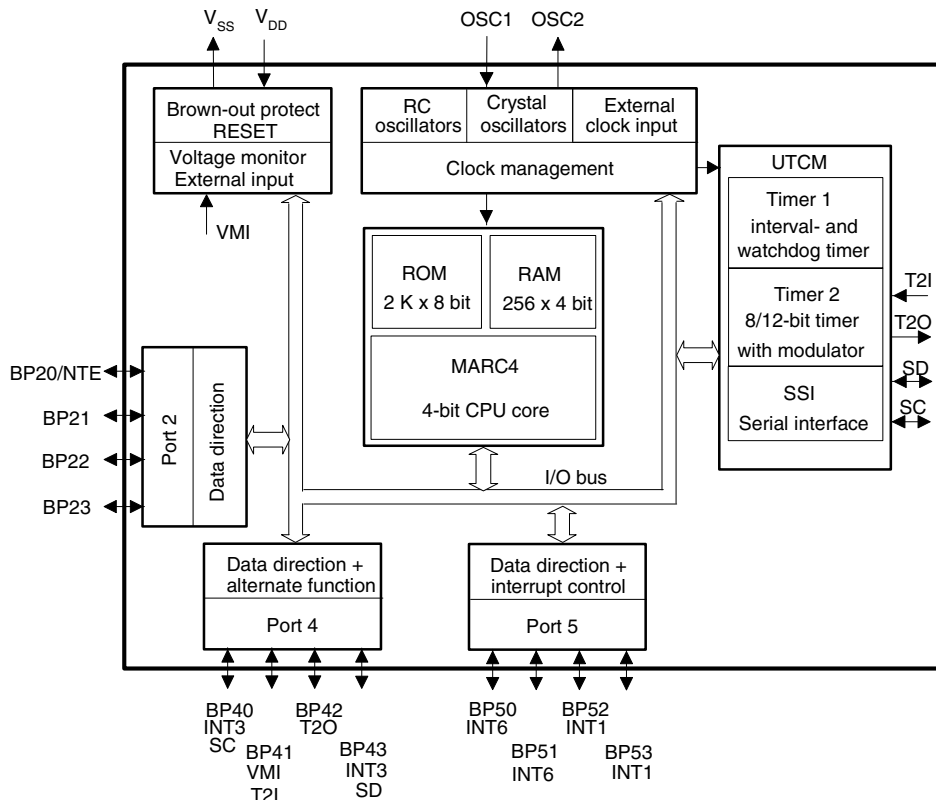 VSS
VDD
OSC1
OSC2
Brown-out protect
RESET
Voltage monitor
External input
VMI
RC
oscillators
Crystal
oscillators
External
clock input
Clock management
UTCM
Timer 1
interval- and
watchdog timer
Timer 2
8/12-bit timer
with modulator
SSI
Serial interface
T2I
T2O
SD
SC
ROM
2 K x 8 bit
RAM
256 x 4 bit
MARC4
4-bit CPU core
I/O bus
BP20/NTE
BP21
BP22
BP23
Port 2
Data direction
Data direction +
alternate function
Port 4
Data direction +
interrupt control
Port 5
BP40
INT3
SC
BP41
VMI
T2I
BP42
T2O
BP43
INT3
SD
BP50
INT6
BP51
INT6
BP52
INT1
BP53
INT1